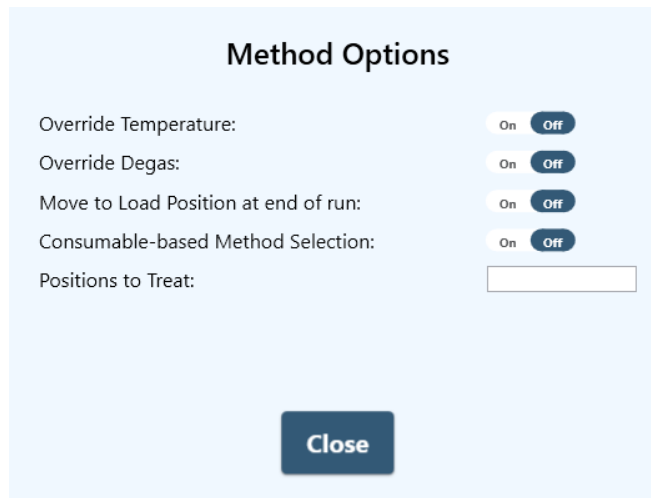 Method Options
Override Temperature: On Off
Override Degas: On Off
Move to Load Position at end of run: On Off
Consumable-based Method Selection: On Off
Positions to Treat:
Close